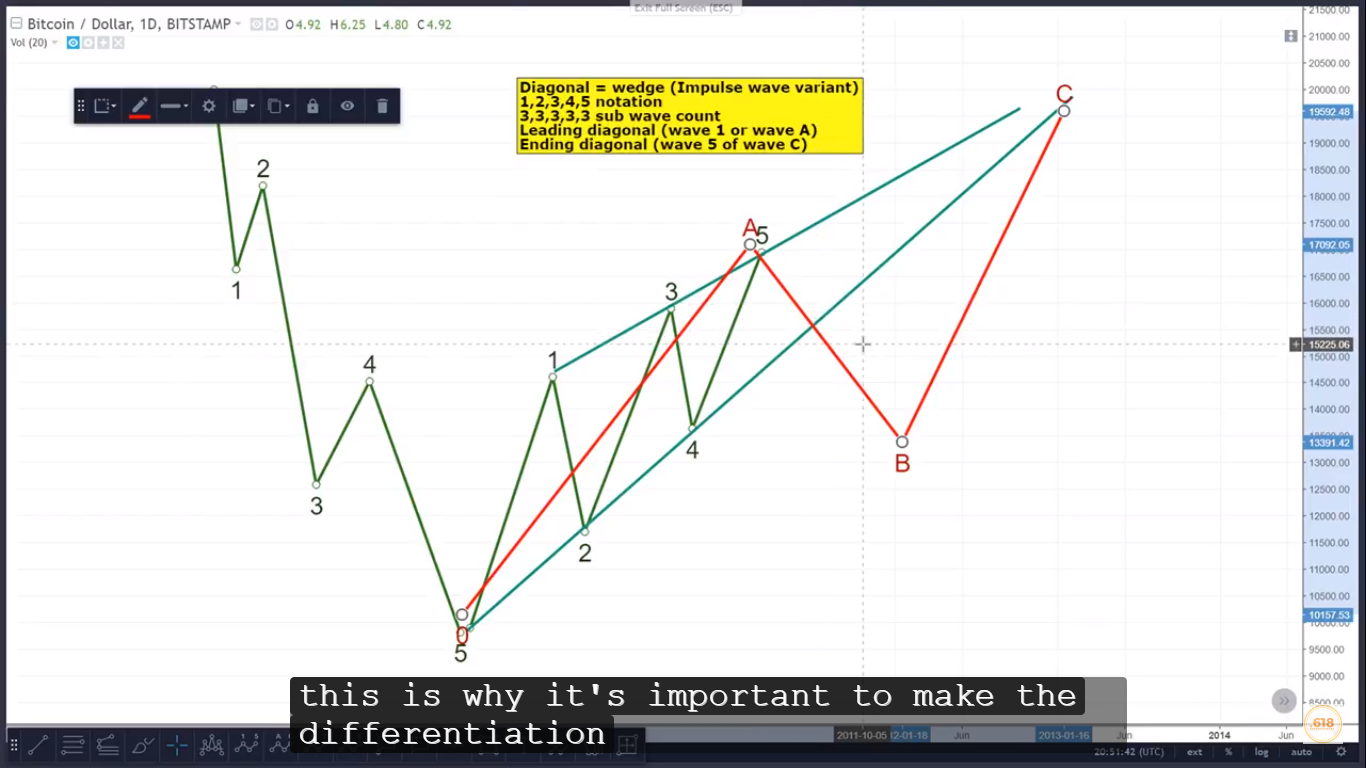 Exit Full Screen (ESC)
Bitcoin / Dollar, 1D, BITSTAMP O4.92 H6.25 L4.80 C4.92
Vol (20)
Diagonal = wedge (Impulse wave variant)
1,2,3,4,5 notation
3,3,3,3,3 sub wave count
Leading diagonal (wave 1 or wave A)
Ending diagonal (wave 5 of wave C)
21500.00
21000.00
20500.00
20000.00
19592.48
19000.00
18500.00
18000.00
17500.00
17092.05
16500.00
16000.00
15500.00
15225.06
15000.00
14500.00
14000.00
13391.42
13000.00
12500.00
12000.00
11500.00
11000.00
10500.00
10157.53
10000.00
9500.00
9000.00
8500.00
C
2
A
5
1
3
1
4
4
B
3
2
0
5
this is why it's important to make the
differentiation
618
2011-10-05
Jun
2013-01-16
Jun
2014
Jun
20:51:42 (UTC) ext % log auto